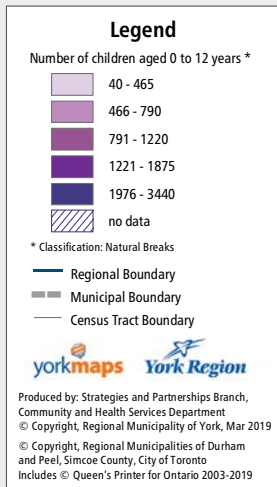 Legend
Number of children aged 0 to 12 years *
40 - 465
466 - 790
791 - 1220
1221 - 1875
1976 - 3440
no data
* Classification: Natural Breaks
Regional Boundary
Municipal Boundary
Census Tract Boundary
yorkmaps York Region
Produced by: Strategies and Partnerships Branch,
Community and Health Services Department
© Copyright, Regional Municipality of York, Mar 2019
© Copyright, Regional Municipalities of Durham
and Peel, Simcoe County, City of Toronto
Includes © Queen's Printer for Ontario 2003-2019